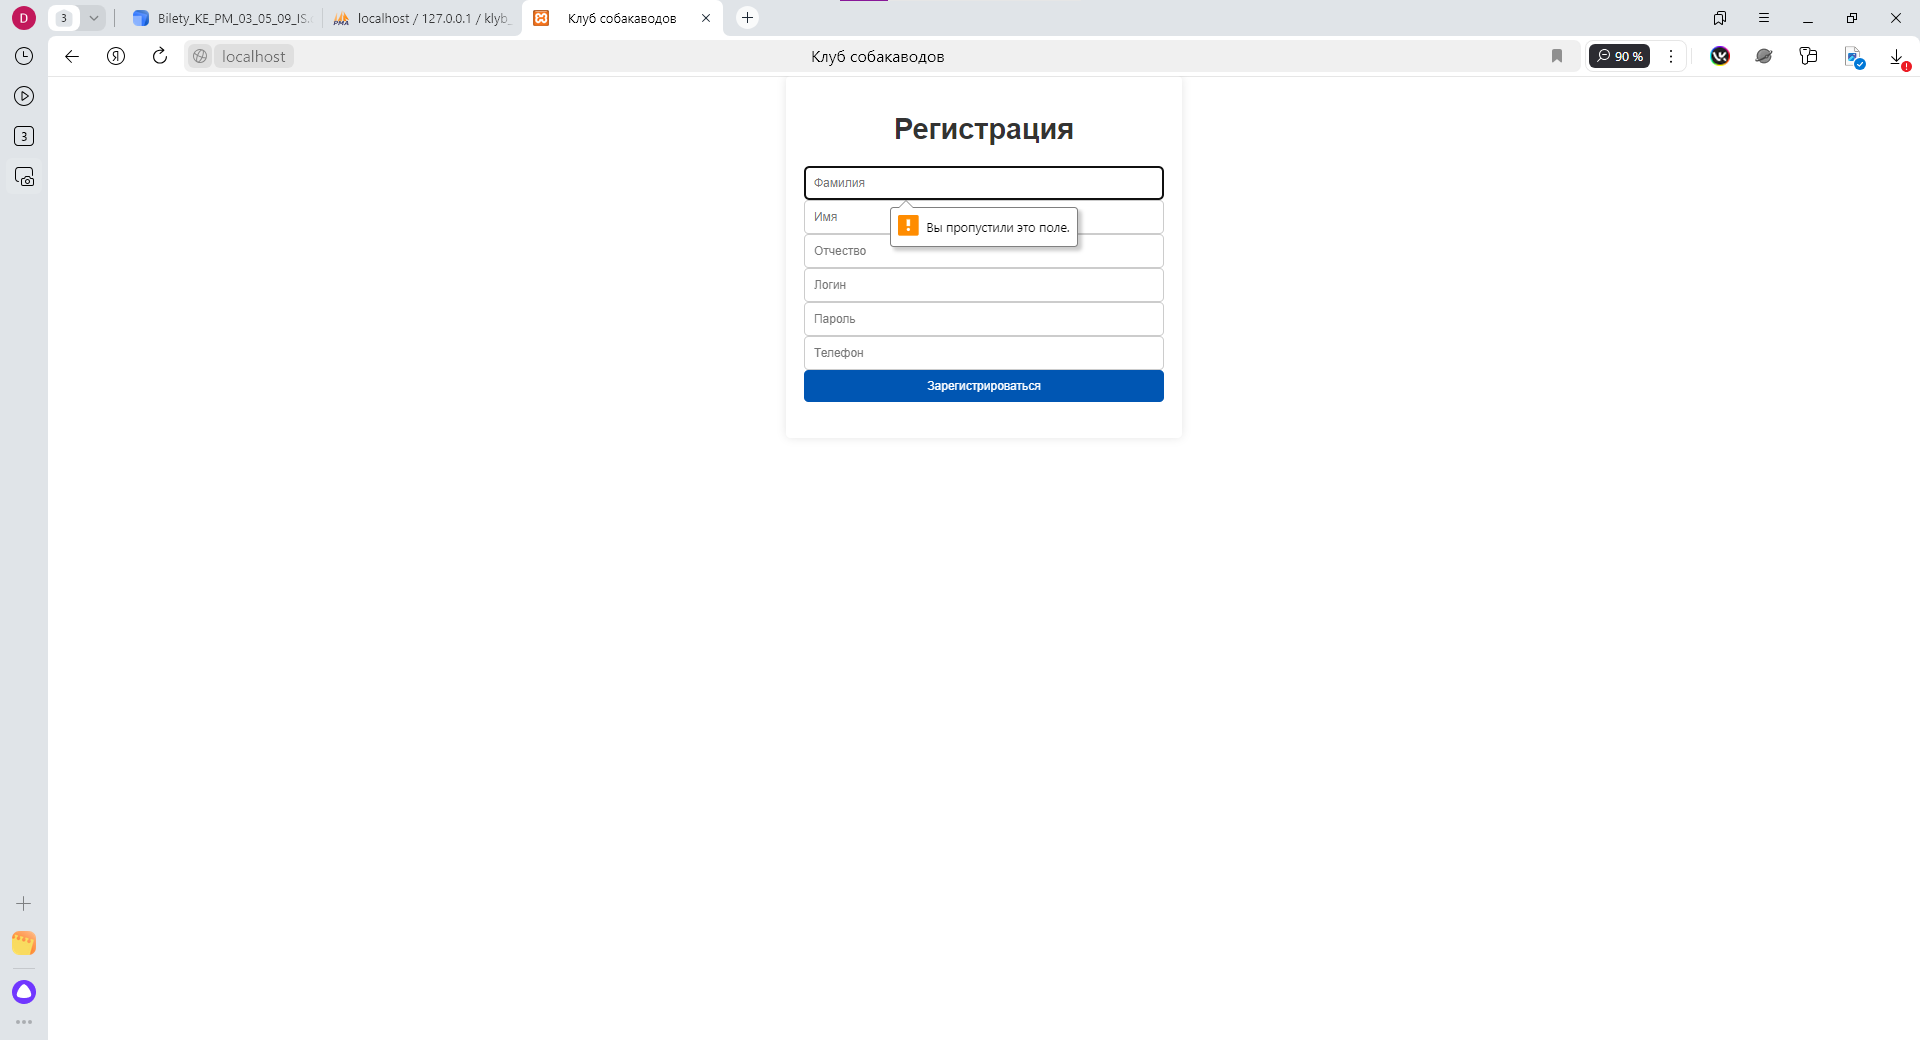 D
3
Bilety_KE_PM_03_05_09_IS.
localhost / 127.0.0.1 / klyb_
Клуб собакаводов
Я
localhost
Клуб собакаводов
90 %
3
Регистрация
Фамилия
Имя
Вы пропустили это поле.
Отчество
Логин
Пароль
Телефон
Зарегистрироваться